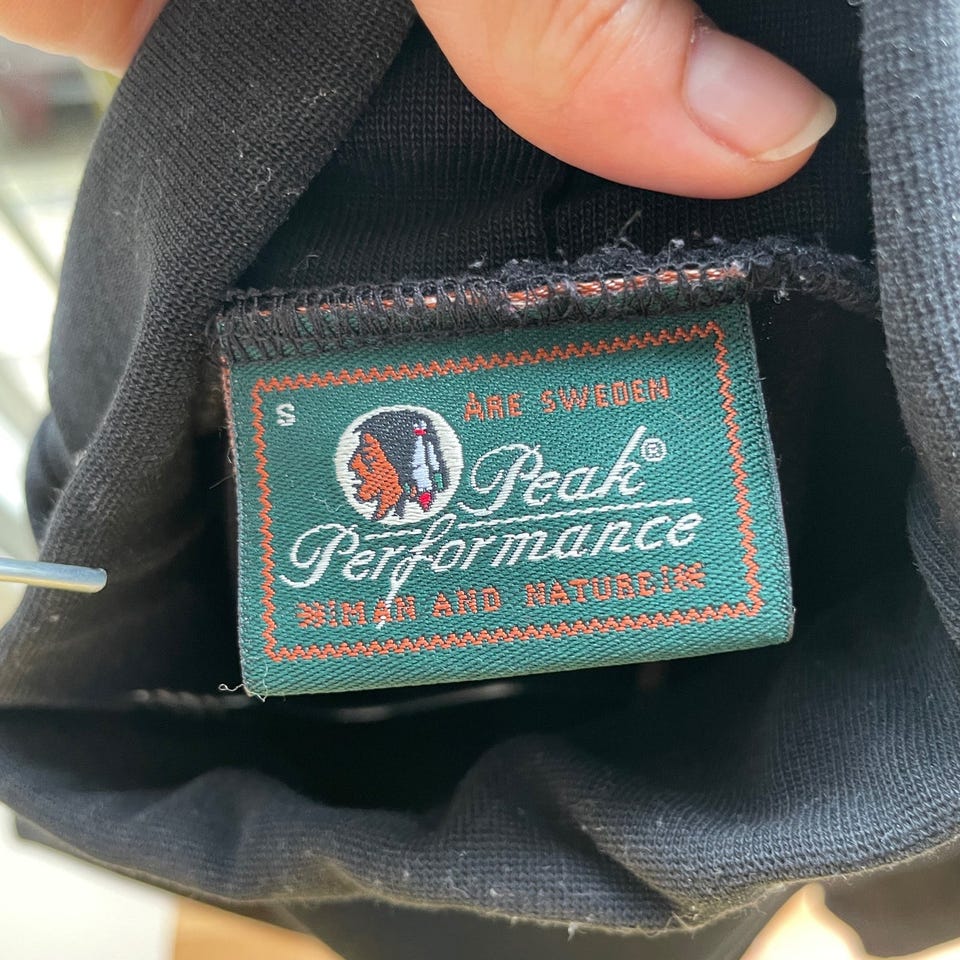 S
ÅRE SWEDEN
Peak®
Performance
MAN AND NATURE